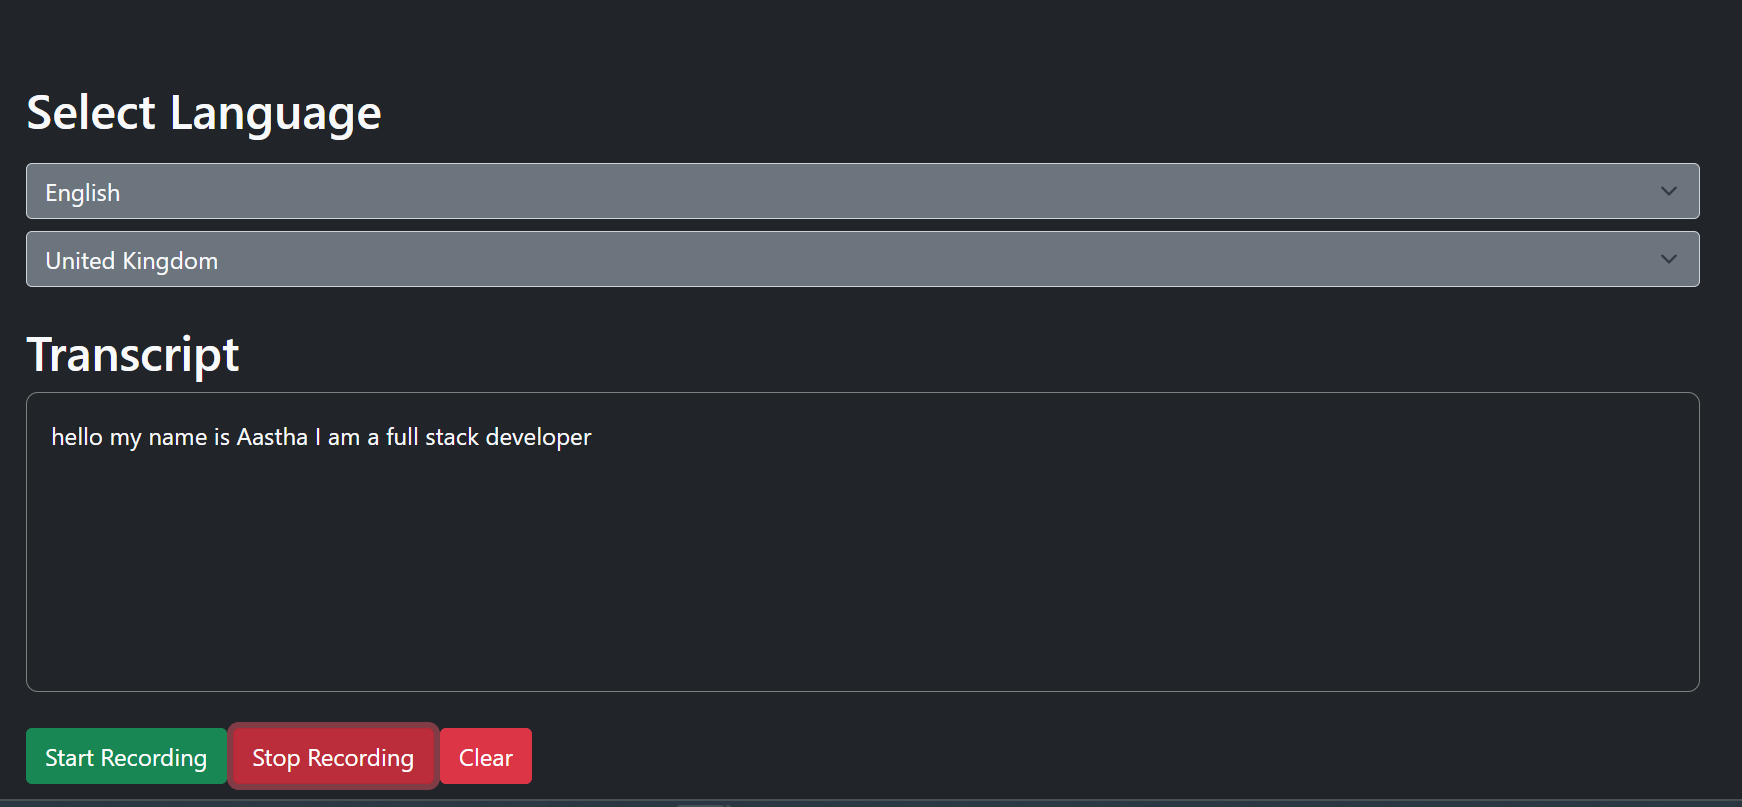 Select Language
English
United Kingdom
Transcript
hello my name is Aastha I am a full stack developer
Start Recording Stop Recording Clear